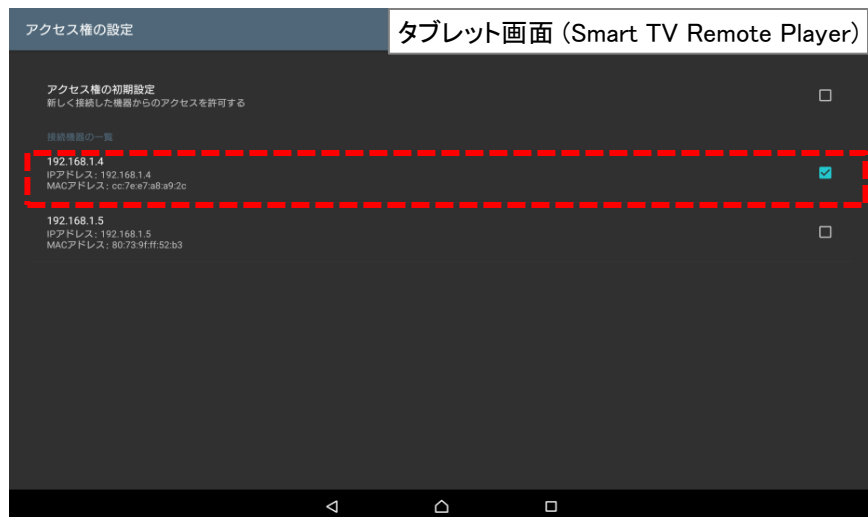 アクセス権の設定
タブレット画面 (Smart TV Remote Player)
アクセス権の初期設定
新しく接続した機器からのアクセスを許可する
接続機器の一覧
192.168.1.4
IPアドレス: 192.168.1.4
MACアドレス: cc:7e:e7:a8:a9:2c
192.168.1.5
IPアドレス: 192.168.1.5
MACアドレス: 80:73:9f:ff:52:b3